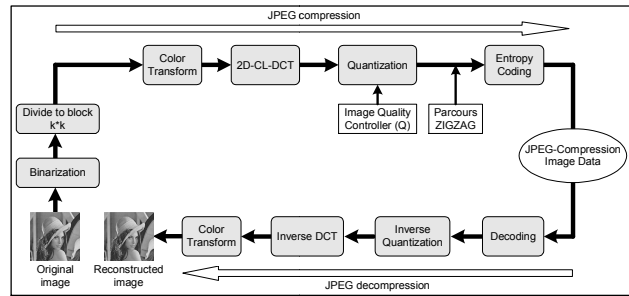 JPEG compression
Color
Transform
2D-CL-DCT
Quantization
Entropy
Coding
Image Quality
Controller (Q)
Parcours
ZIGZAG
Divide to block
k*k
Binarization
JPEG-Compression
Image Data
Original
image
Reconstructed
image
Color
Transform
Inverse DCT
Inverse
Quantization
Decoding
JPEG decompression